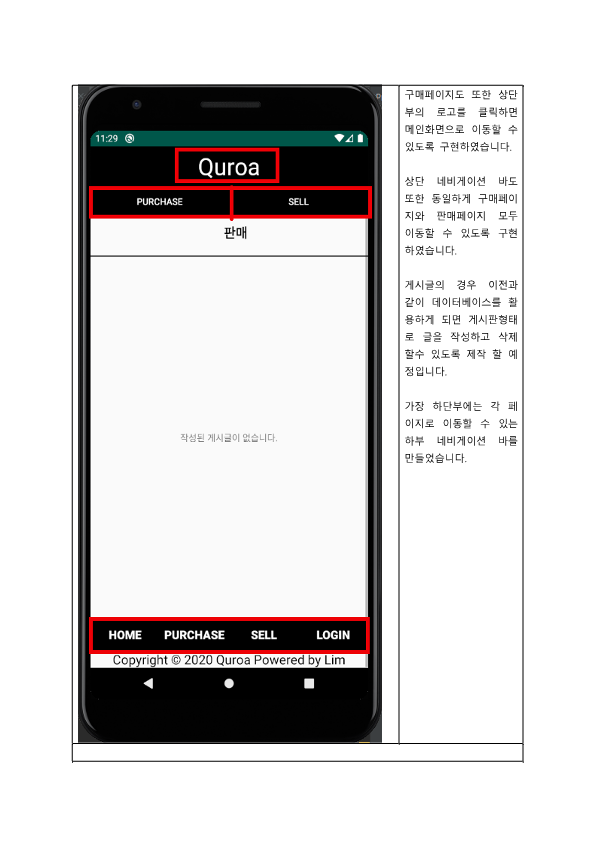 11:29
Quroa
PURCHASE SELL
판매
작성된 게시글이 없습니다.
HOME PURCHASE SELL LOGIN
Copyright © 2020 Quroa Powered by Lim
구매페이지도 또한 상단
부의 로고를 클릭하면
메인화면으로 이동할 수
있도록 구현하였습니다.
상단 네비게이션 바도
또한 동일하게 구매페이
지와 판매페이지 모두
이동할 수 있도록 구현
하였습니다.
게시글의 경우 이전과
같이 데이터베이스를 활
용하게 되면 게시판형태
로 글을 작성하고 삭제
할수 있도록 제작 할 예
정입니다.
가장 하단부에는 각 페
이지로 이동할 수 있는
하부 네비게이션 바를
만들었습니다.